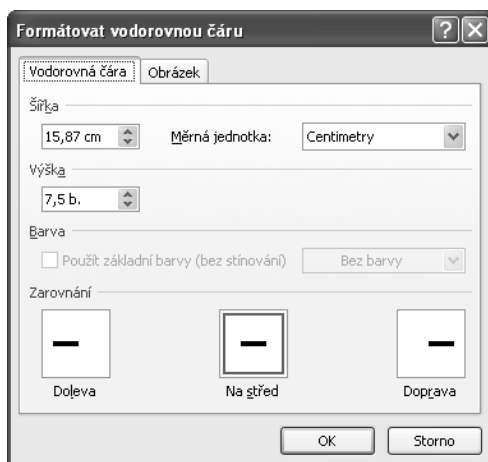 Formátovat vodorovnou čáru
Vodorovná čára Obrázek
Šířka
15,87 cm Měrná jednotka: Centimetry
Výška
7,5 b.
Barva
Použít základní barvy (bez stínování) Bez barvy
Zarovnání
Doleva Na střed Doprava
OK Storno